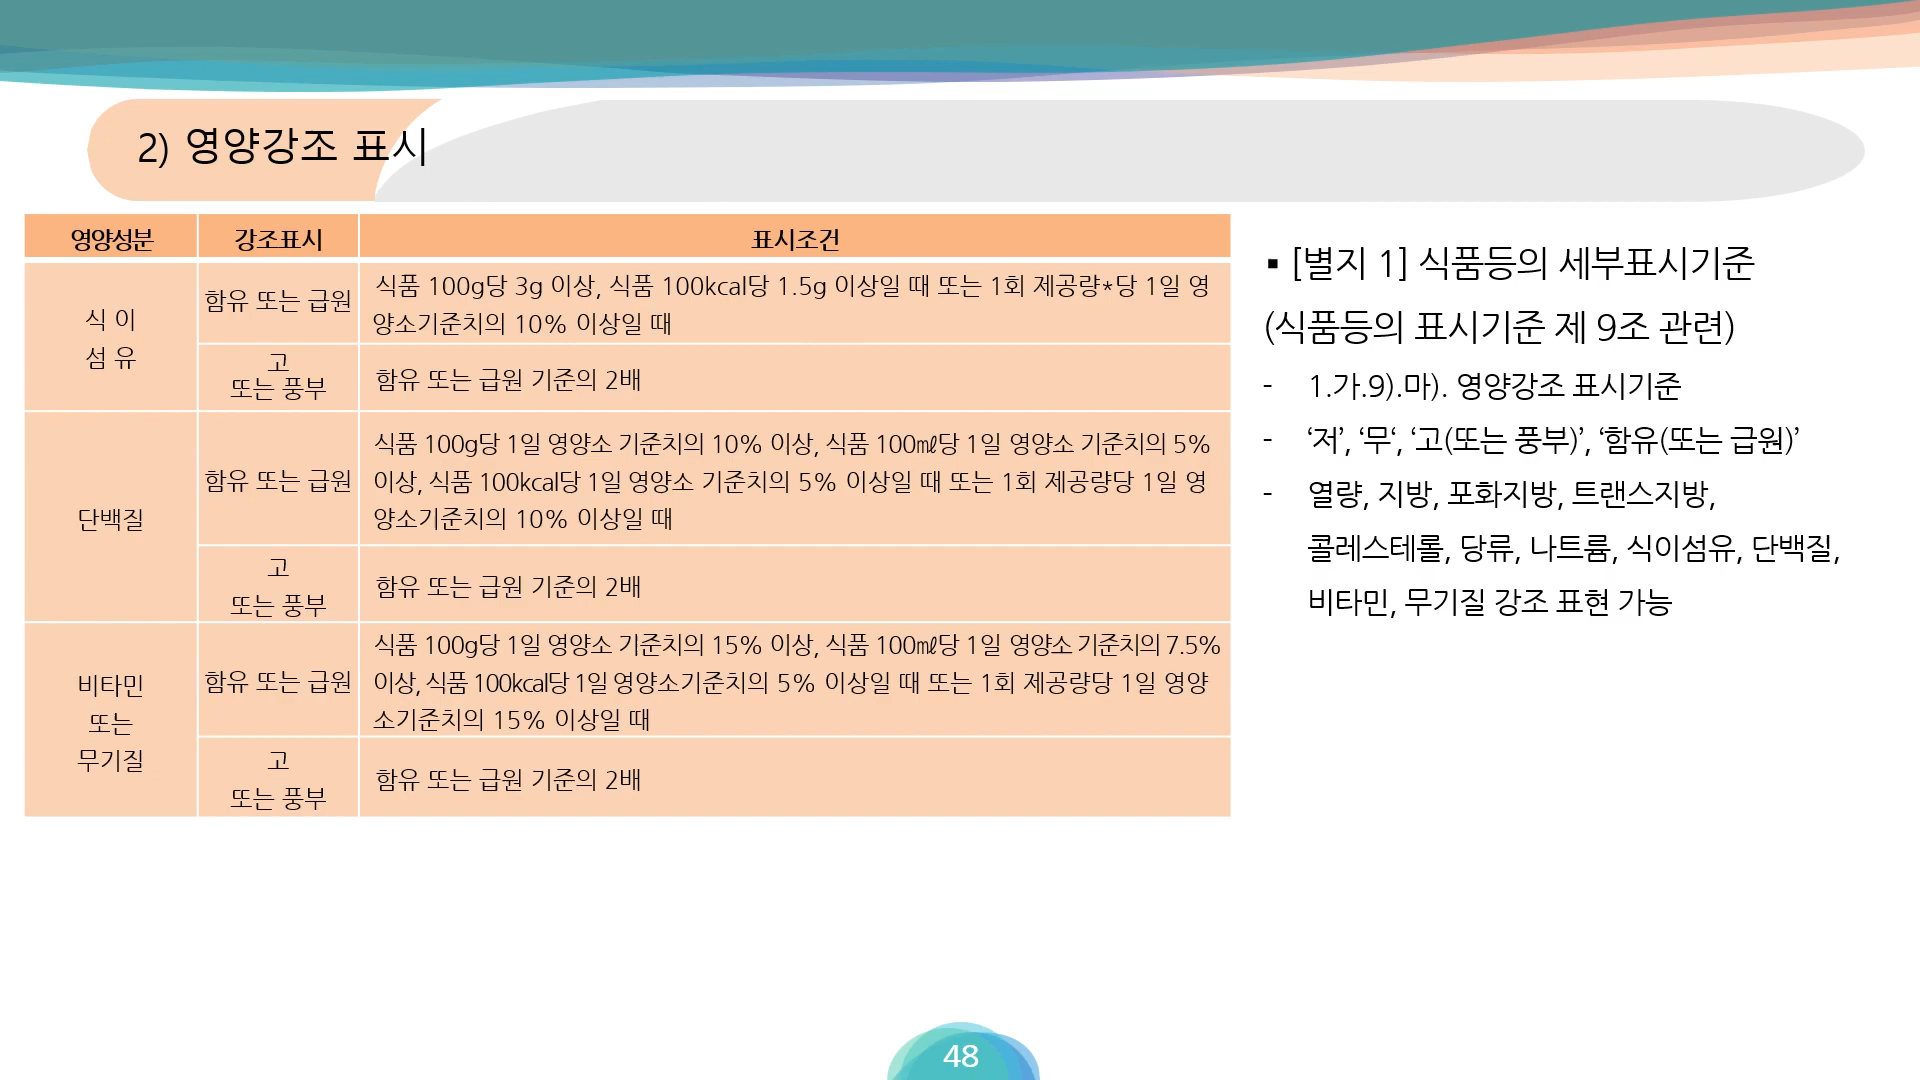 2) 영양강조 표시
영양성분 강조표시 표시조건
식 이
섬 유
함유 또는 급원
식품 100g당 3g 이상, 식품 100kcal당 1.5g 이상일 때 또는 1회 제공량*당 1일 영
양소기준치의 10% 이상일 때
고
또는 풍부
함유 또는 급원 기준의 2배
단백질
함유 또는 급원
식품 100g당 1일 영양소 기준치의 10% 이상, 식품 100㎖당 1일 영양소 기준치의 5%
이상, 식품 100kcal당 1일 영양소 기준치의 5% 이상일 때 또는 1회 제공량당 1일 영
양소기준치의 10% 이상일 때
고
또는 풍부
함유 또는 급원 기준의 2배
비타민
또는
무기질
함유 또는 급원
식품 100g당 1일 영양소 기준치의 15% 이상, 식품 100㎖당 1일 영양소 기준치의 7.5%
이상, 식품 100kcal당 1일 영양소기준치의 5% 이상일 때 또는 1회 제공량당 1일 영양
소기준치의 15% 이상일 때
고
또는 풍부
함유 또는 급원 기준의 2배
▪ [별지 1] 식품등의 세부표시기준
(식품등의 표시기준 제 9조 관련)
- 1.가.9).마). 영양강조 표시기준
- ‘저’, ‘무‘, ‘고(또는 풍부)’, ‘함유(또는 급원)’
- 열량, 지방, 포화지방, 트랜스지방,
콜레스테롤, 당류, 나트륨, 식이섬유, 단백질,
비타민, 무기질 강조 표현 가능
48